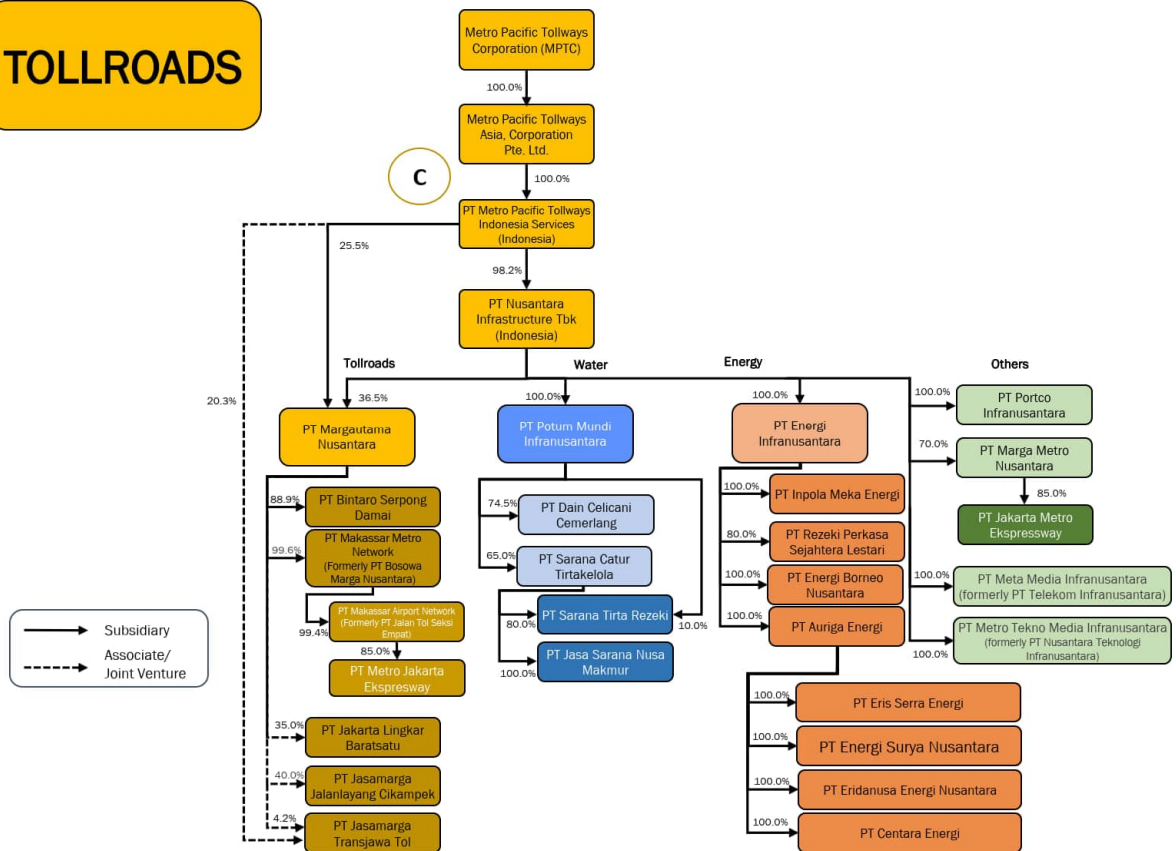 TOLLROADS
Metro Pacific Tollways
Corporation (MPTC)
100.0%
Metro Pacific Tollways
Asia, Corporation
Pte. Ltd.
C
100.0%
PT Metro Pacific Tollways
Indonesia Services
(Indonesia)
25.5%
98.2%
PT Nusantara
Infrastructure Tbk
(Indonesia)
Tollroads
Water
Energy
Others
20.3%
36.5%
100.0%
100.0%
100.0%
PT Portco
Infranusantara
PT Margautama
Nusantara
PT Potum Mundi
Infranusantara
PT Energi
Infranusantara
70.0%
PT Marga Metro
Nusantara
85.0%
PT Jakarta Metro
Ekspressway
88.9%
PT Bintaro Serpong
Damai
99.6%
PT Makassar Metro
Network
(Formerly PT Bosowa
Marga Nusantara)
99.4%
PT Makassar Airport Network
(Formerly PT Jalan Tol Seksi
Empat)
85.0%
PT Metro Jakarta
Ekspresway
74.5%
PT Dain Celicani
Cemerlang
65.0%
PT Sarana Catur
Tirtakelola
80.0%
PT Sarana Tirta Rezeki
10.0%
100.0%
PT Jasa Sarana Nusa
Makmur
100.0%
PT Inpola Meka Energi
80.0%
PT Rezeki Perkasa
Sejahtera Lestari
100.0%
PT Energi Borneo
Nusantara
100.0%
PT Auriga Energi
100.0%
PT Meta Media Infranusantara
(formerly PT Telekom Infranusantara)
100.0%
PT Metro Tekno Media Infranusantara
(formerly PT Nusantara Teknologi
Infranusantara)
Subsidiary
Associate/
Joint Venture
35.0%
PT Jakarta Lingkar
Baratsatu
40.0%
PT Jasamarga
Jalanlayang Cikampek
4.2%
PT Jasamarga
Transjawa Tol
100.0%
PT Eris Serra Energi
100.0%
PT Energi Surya Nusantara
100.0%
PT Eridanusa Energi Nusantara
100.0%
PT Centara Energi